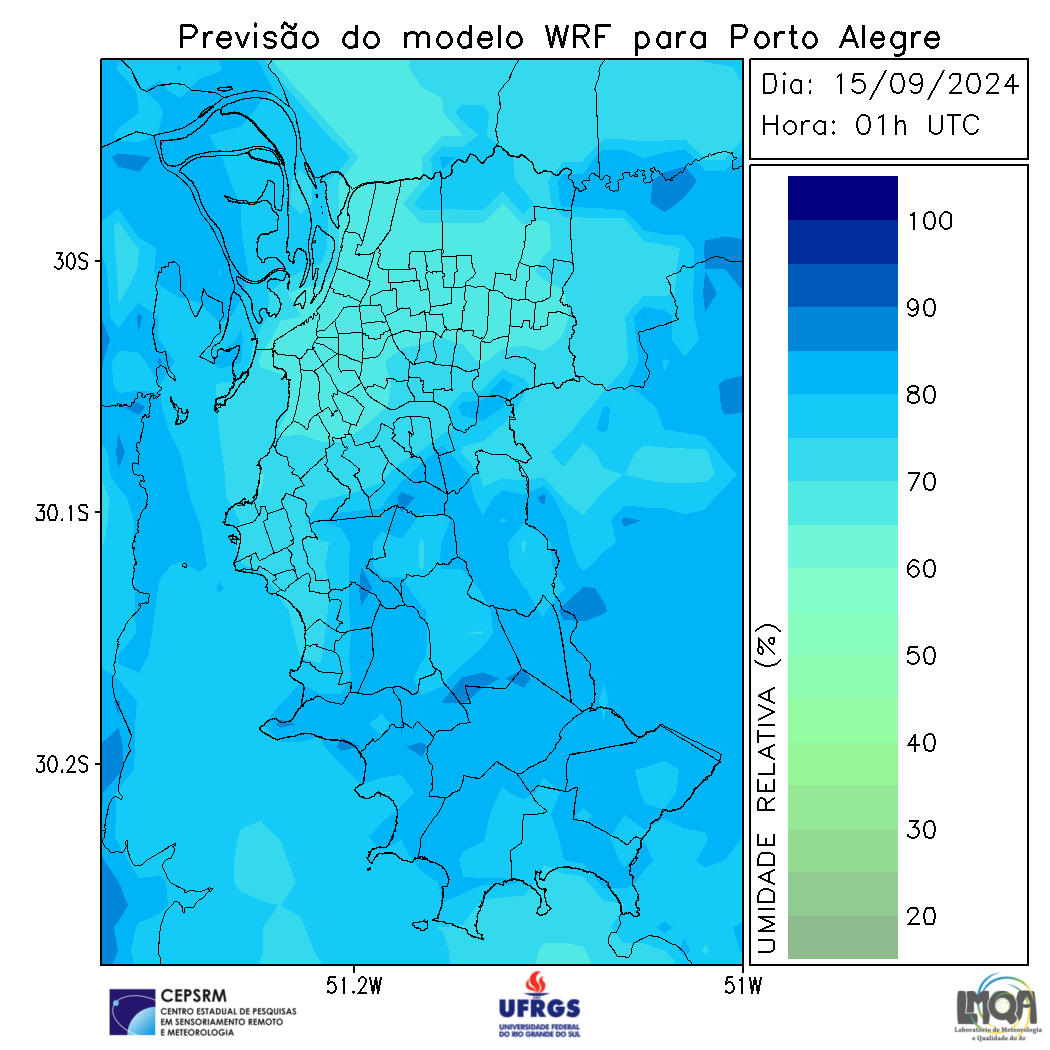 Previsão do modelo WRF para Porto Alegre
Dia: 15/09/2024
Hora: 01h UTC
30S
30.1S
30.2S
51.2W
51W
100
90
80
70
60
50
40
30
20
UMIDADE RELATIVA (%)
CEPSRM
CENTRO ESTADUAL DE PESQUISAS
EM SENSORIAMENTO REMOTO
E METEOROLOGIA
UFRGS
UNIVERSIDADE FEDERAL
DO RIO GRANDE DO SUL
LMQA
Laboratório de Meteorologia
e Qualidade do Ar